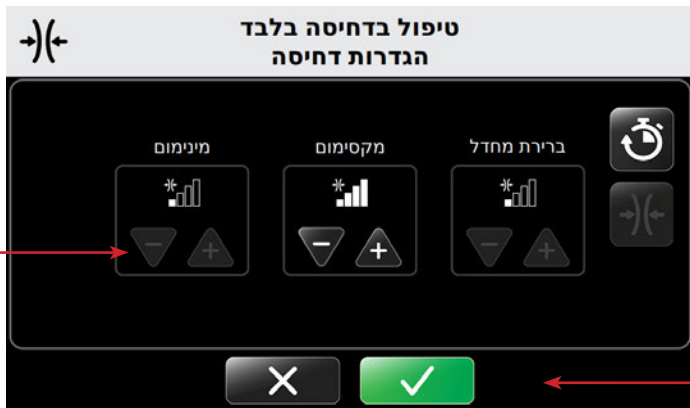 טיפול בדחיסה בלבד
הגדרות דחיסה
ברירת מחדל
מקסימום
מינימום